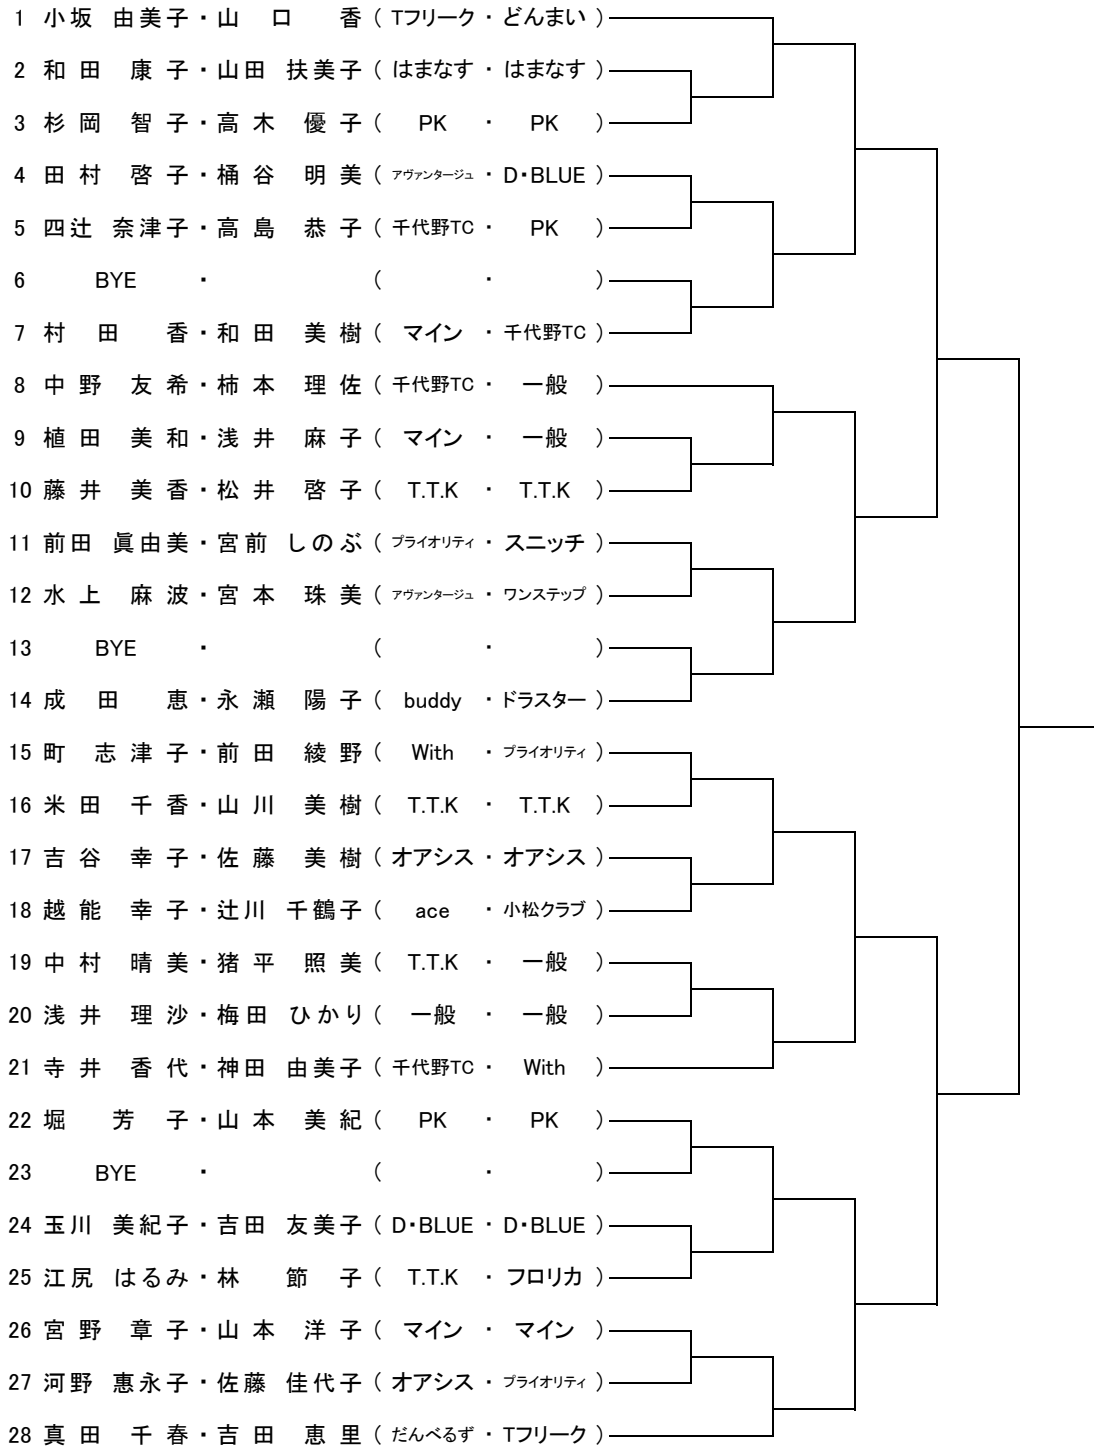 1 小坂 由美子・山 口 香 ( Tフリーク ・ どんまい )
2 和田 康子・山田 扶美子 ( はまなす ・ はまなす )
3 杉岡 智子・高木 優子 ( PK ・ PK )
4 田村 啓子・桶谷 明美 ( アヴァンタージュ ・ D・BLUE )
5 四辻 奈津子・高島 恭子 ( 千代野TC ・ PK )
6 BYE ・ ( ・ )
7 村 田 香・和田 美樹 ( マイン ・ 千代野TC )
8 中野 友希・柿本 理佐 ( 千代野TC ・ 一般 )
9 植田 美和・浅井 麻子 ( マイン ・ 一般 )
10 藤井 美香・松井 啓子 ( T.T.K ・ T.T.K )
11 前田 眞由美・宮前 しのぶ ( プライオリティ ・ スニッチ )
12 水上 麻波・宮本 珠美 ( アヴァンタージュ ・ ワンステップ )
13 BYE ・ ( ・ )
14 成 田 恵・永瀬 陽子 ( buddy ・ ドラスター )
15 町 志津子・前田 綾野 ( With ・ プライオリティ )
16 米田 千香・山川 美樹 ( T.T.K ・ T.T.K )
17 吉谷 幸子・佐藤 美樹 ( オアシス ・ オアシス )
18 越能 幸子・辻川 千鶴子 ( ace ・ 小松クラブ )
19 中村 晴美・猪平 照美 ( T.T.K ・ 一般 )
20 浅井 理沙・梅田 ひかり ( 一般 ・ 一般 )
21 寺井 香代・神田 由美子 ( 千代野TC ・ With )
22 堀 芳 子・山本 美紀 ( PK ・ PK )
23 BYE ・ ( ・ )
24 玉川 美紀子・吉田 友美子 ( D・BLUE ・ D・BLUE )
25 江尻 はるみ・林 節 子 ( T.T.K ・ フロリカ )
26 宮野 章子・山本 洋子 ( マイン ・ マイン )
27 河野 惠永子・佐藤 佳代子 ( オアシス ・ プライオリティ )
28 真田 千春・吉田 恵里 ( だんべるず ・ Tフリーク )